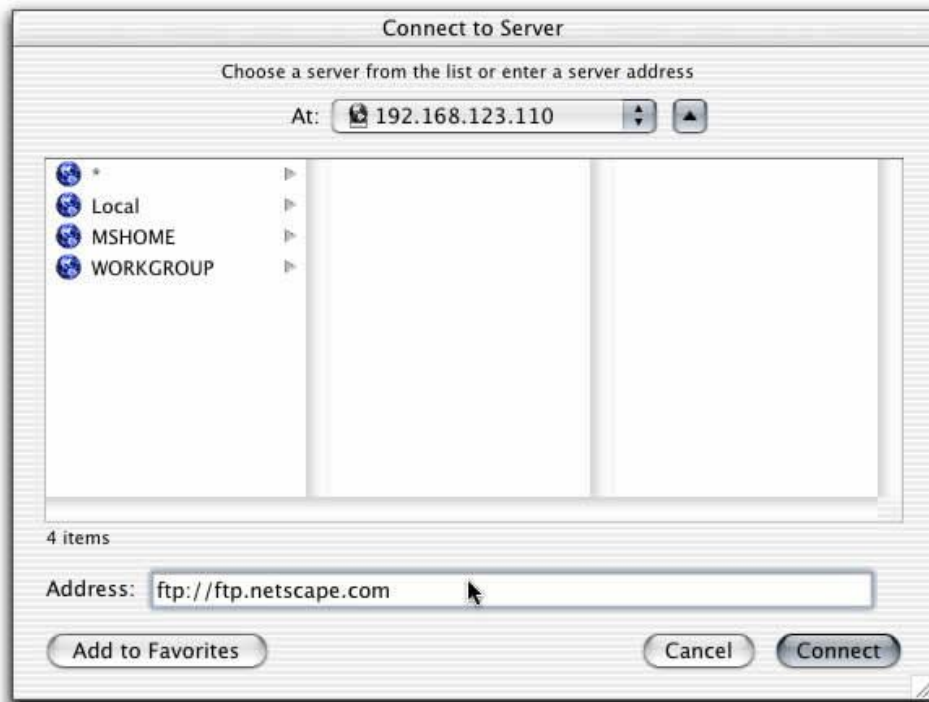 Connect to Server
Choose a server from the list or enter a server address
At: 192.168.123.110
*
Local
MSHOME
WORKGROUP
4 items
Address: ftp://ftp.netscape.com
Add to Favorites Cancel Connect